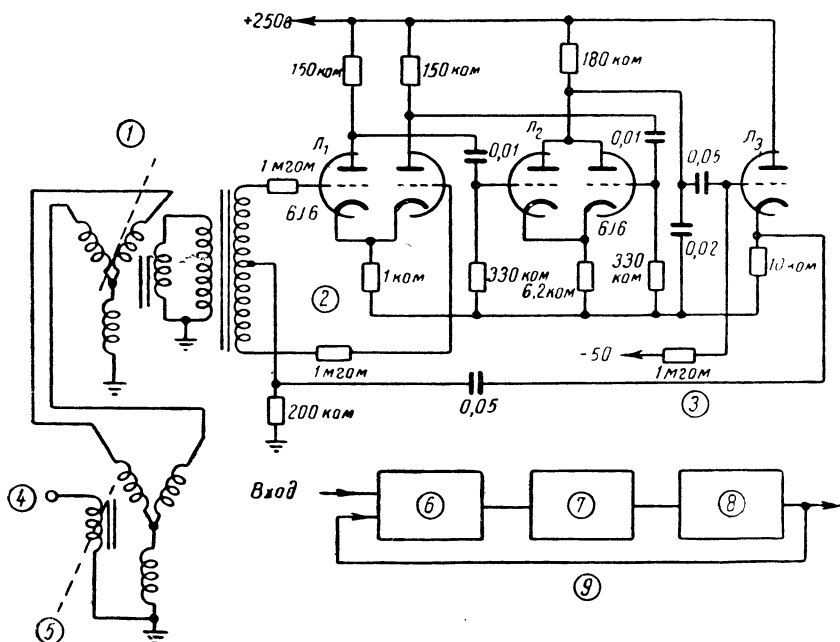 +250в
150 ком
150 ком
180 ком
①
Л₁
Л₂
0,01
0,01
Л₃
0,05
1 мгом
6J6
6J6
0,02
1 ком
②
330 ком
6,2 ком
330 ком
10 ком
-50
1 мгом
1 мгом
0,05
③
200 ком
④
Вход
⑥
⑦
⑧
⑨
⑤